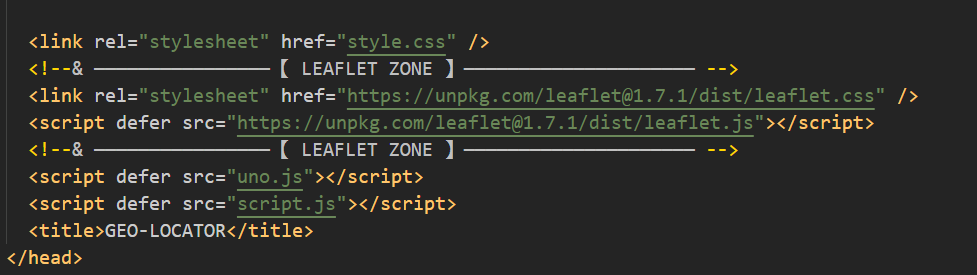 <link rel="stylesheet" href="style.css" />
<!--& ———————————————— 【 LEAFLET ZONE 】————————————————————— -->
<link rel="stylesheet" href="https://unpkg.com/leaflet@1.7.1/dist/leaflet.css" />
<script defer src="https://unpkg.com/leaflet@1.7.1/dist/leaflet.js"></script>
<!--& ———————————————— 【 LEAFLET ZONE 】————————————————————— -->
<script defer src="uno.js"></script>
<script defer src="script.js"></script>
<title>GEO-LOCATOR</title>
</head>